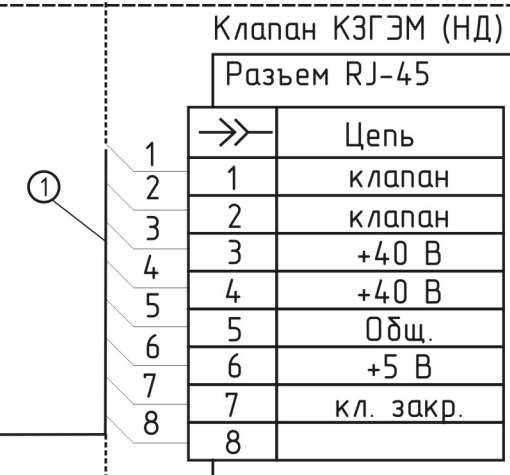 Клапан КЗГЭМ (НД)
Разъем RJ-45
Цепь
1 1 клапан
2 2 клапан
3 3 +40 В
4 4 +40 В
5 5 Общ.
6 6 +5 В
7 7 кл. закр.
8 8
1